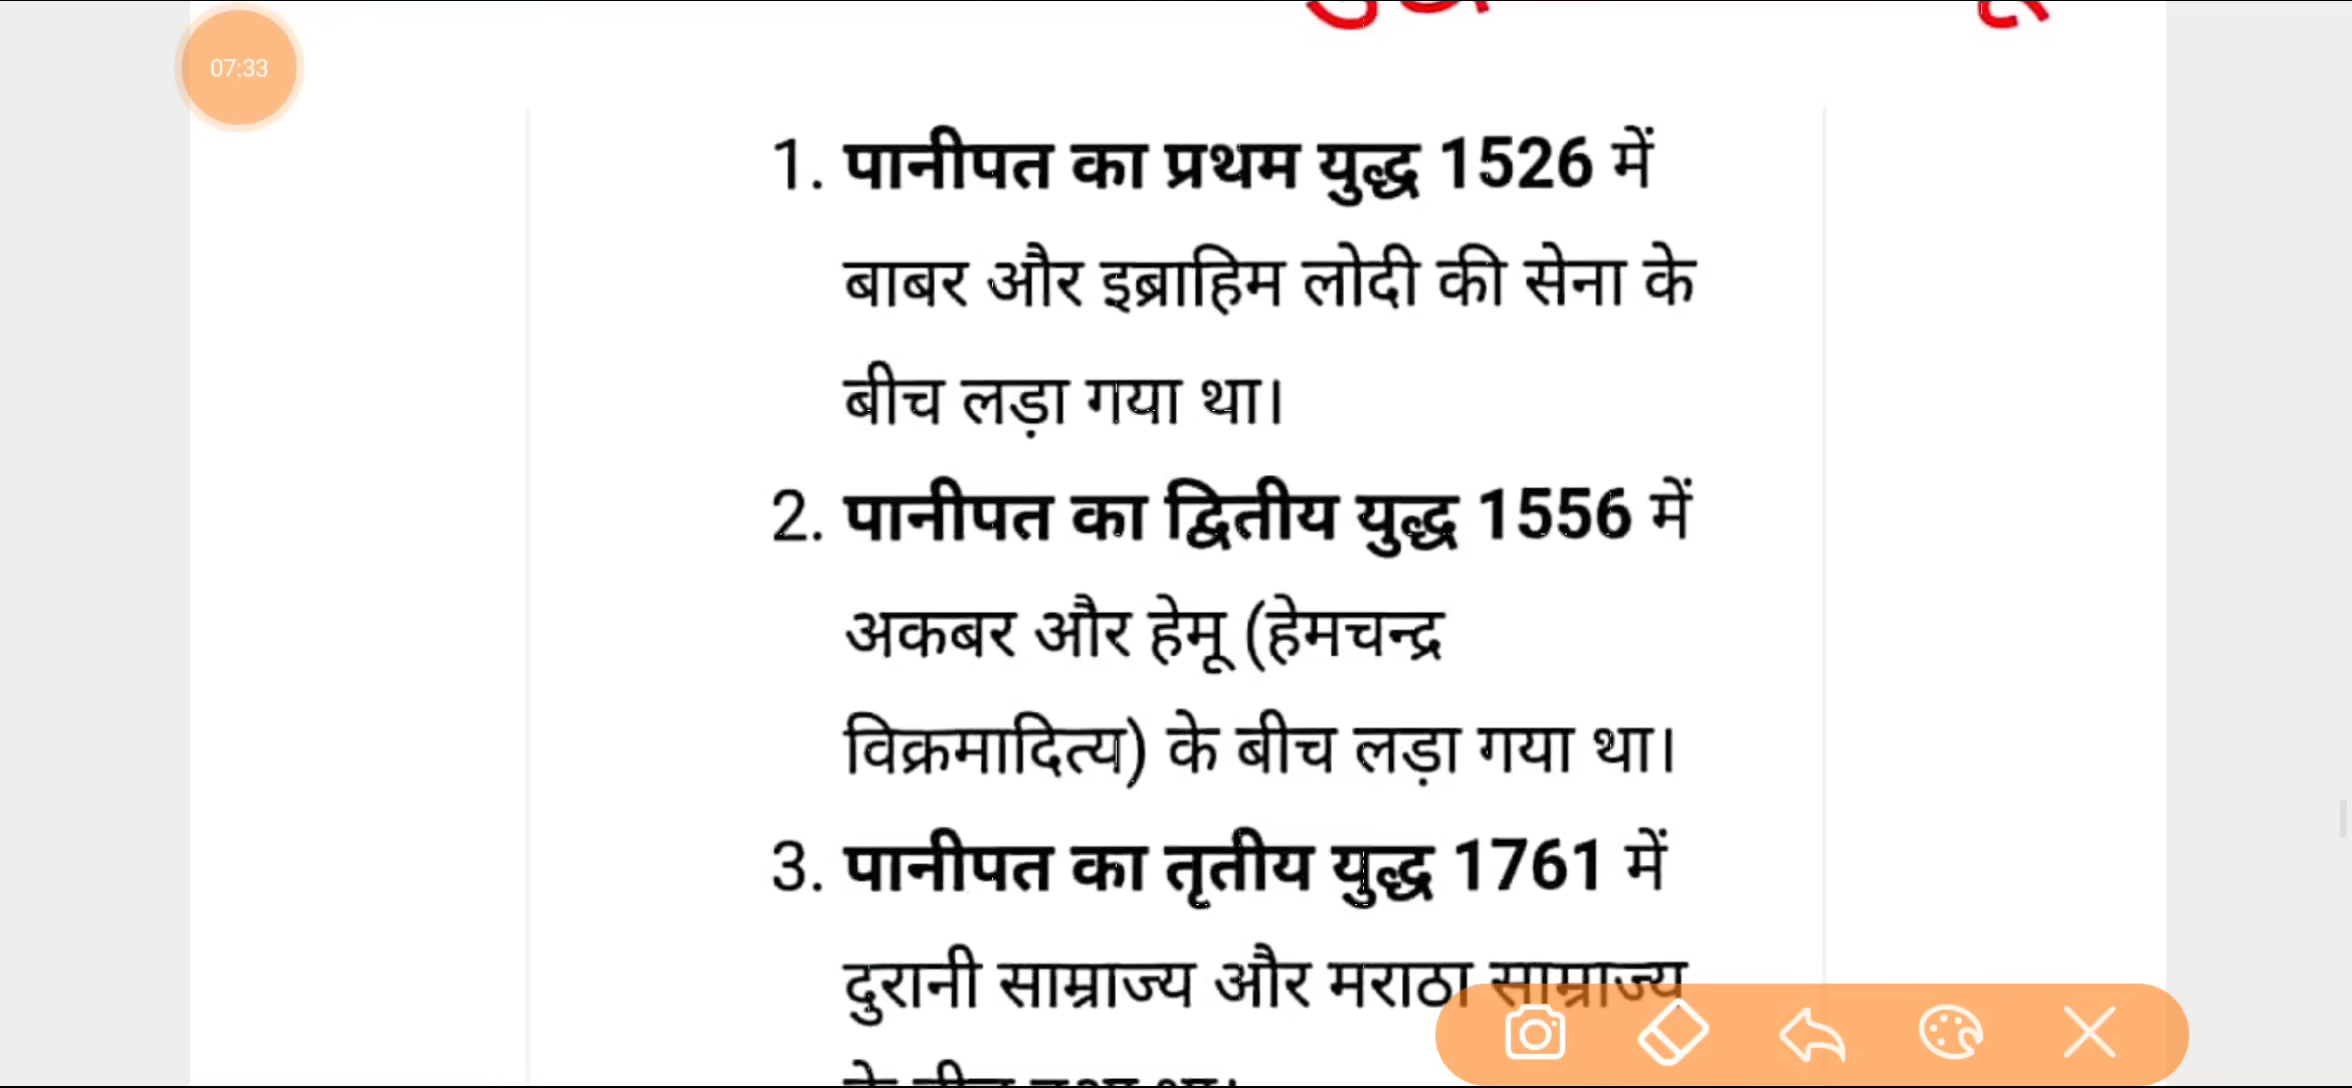 07:33
1. पानीपत का प्रथम युद्ध 1526 में
बाबर और इब्राहिम लोदी की सेना के
बीच लड़ा गया था।
2. पानीपत का द्वितीय युद्ध 1556 में
अकबर और हेमू (हेमचन्द्र
विक्रमादित्य) के बीच लड़ा गया था।
3. पानीपत का तृतीय युद्ध 1761 में
दुरानी साम्राज्य और मराठा साम्राज्य